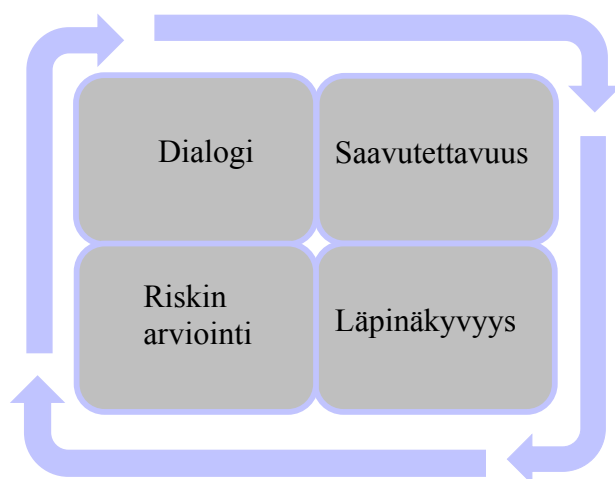 Dialogi
Saavutettavuus
Riskin
arviointi
Läpinäkyvyys